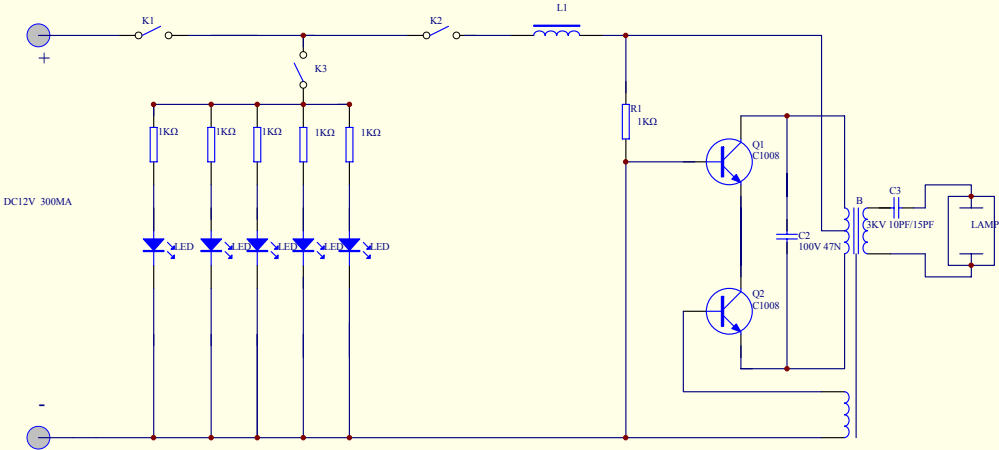 K1
K2
L1
+
K3
R1
1KΩ
1KΩ
1KΩ
1KΩ
1KΩ
1KΩ
Q1
C1008
DC12V 300MA
C3
B
3KV 10PF/15PF
LAMP
C2
100V 47N
LED
LED
LED
LED
LED
Q2
C1008
-